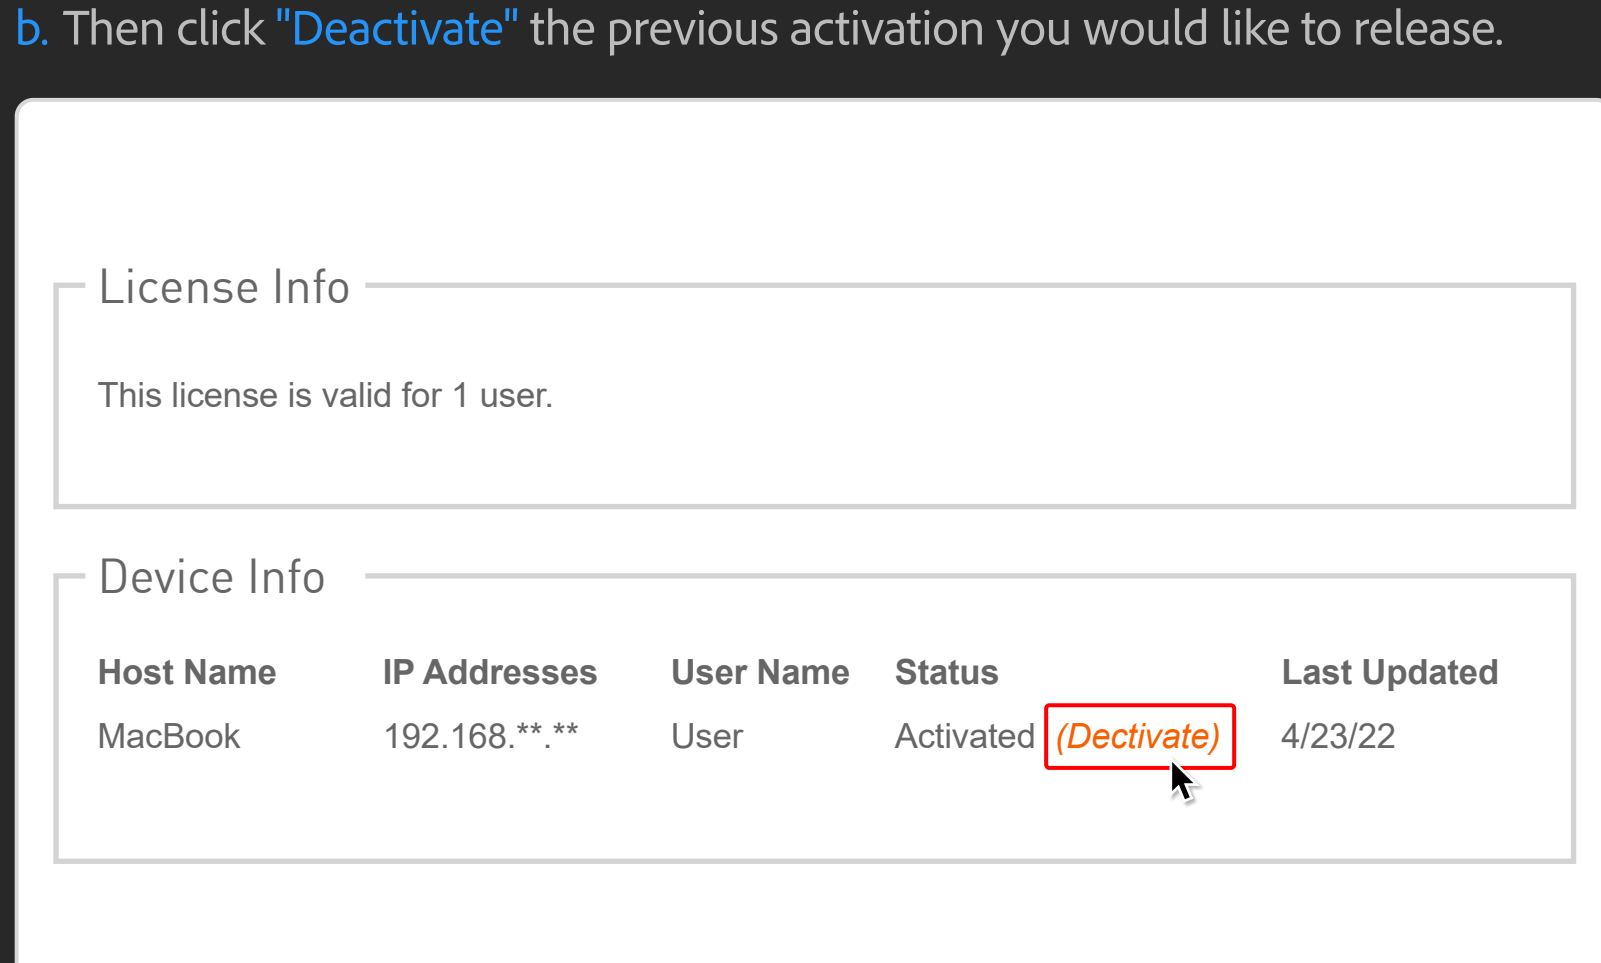 b. Then click "Deactivate" the previous activation you would like to release.
License Info
This license is valid for 1 user.
Device Info
Host Name IP Addresses User Name Status Last Updated
MacBook 192.168.**.** User Activated (Dectivate) 4/23/22